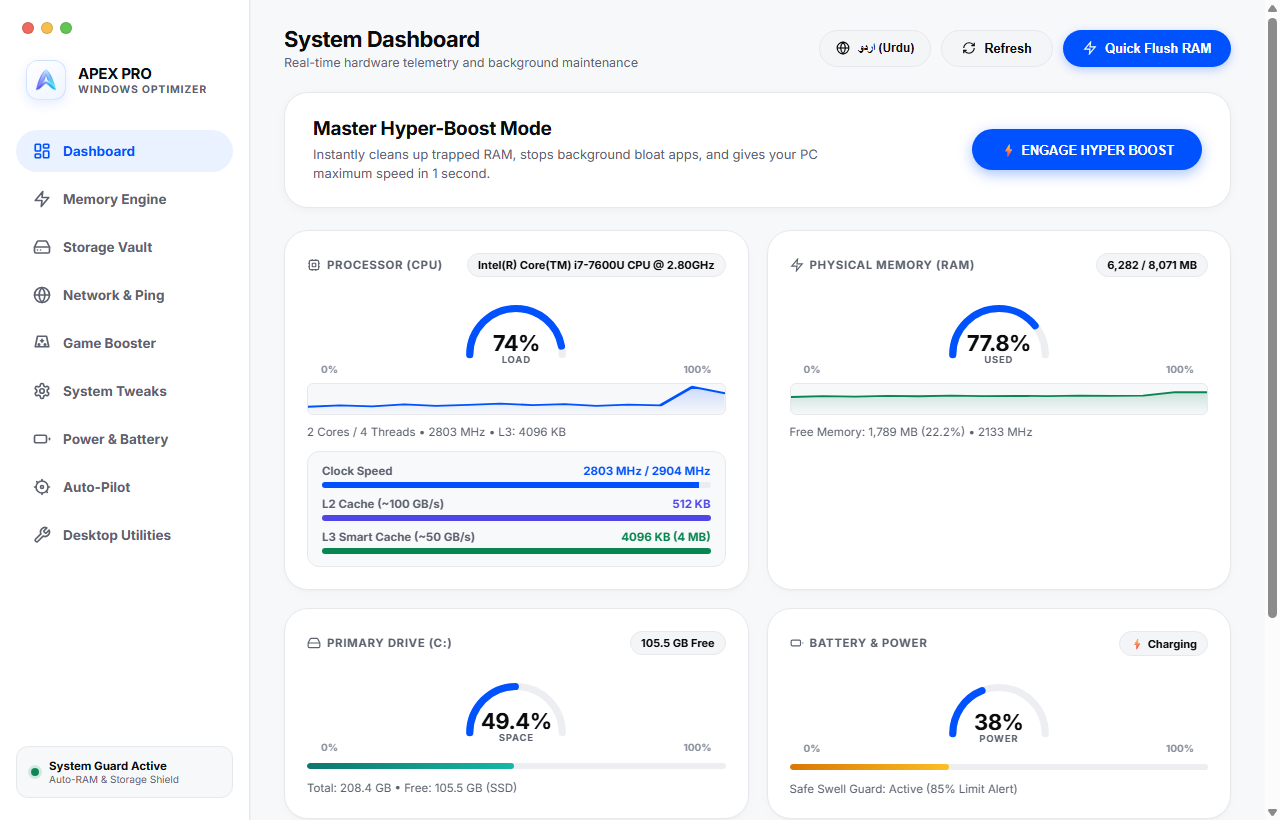 APEX PRO
WINDOWS OPTIMIZER
Dashboard
Memory Engine
Storage Vault
Network & Ping
Game Booster
System Tweaks
Power & Battery
Auto-Pilot
Desktop Utilities
System Guard Active
Auto-RAM & Storage Shield
System Dashboard
Real-time hardware telemetry and background maintenance
اردو (Urdu)
Refresh
Quick Flush RAM
Master Hyper-Boost Mode
Instantly cleans up trapped RAM, stops background bloat apps, and gives your PC
maximum speed in 1 second.
ENGAGE HYPER BOOST
PROCESSOR (CPU)
Intel(R) Core(TM) i7-7600U CPU @ 2.80GHz
74%
LOAD
0% 100%
2 Cores / 4 Threads • 2803 MHz • L3: 4096 KB
Clock Speed 2803 MHz / 2904 MHz
L2 Cache (~100 GB/s) 512 KB
L3 Smart Cache (~50 GB/s) 4096 KB (4 MB)
PHYSICAL MEMORY (RAM)
6,282 / 8,071 MB
77.8%
USED
0% 100%
Free Memory: 1,789 MB (22.2%) • 2133 MHz
PRIMARY DRIVE (C:)
105.5 GB Free
49.4%
SPACE
0% 100%
Total: 208.4 GB • Free: 105.5 GB (SSD)
BATTERY & POWER
Charging
38%
POWER
0% 100%
Safe Swell Guard: Active (85% Limit Alert)